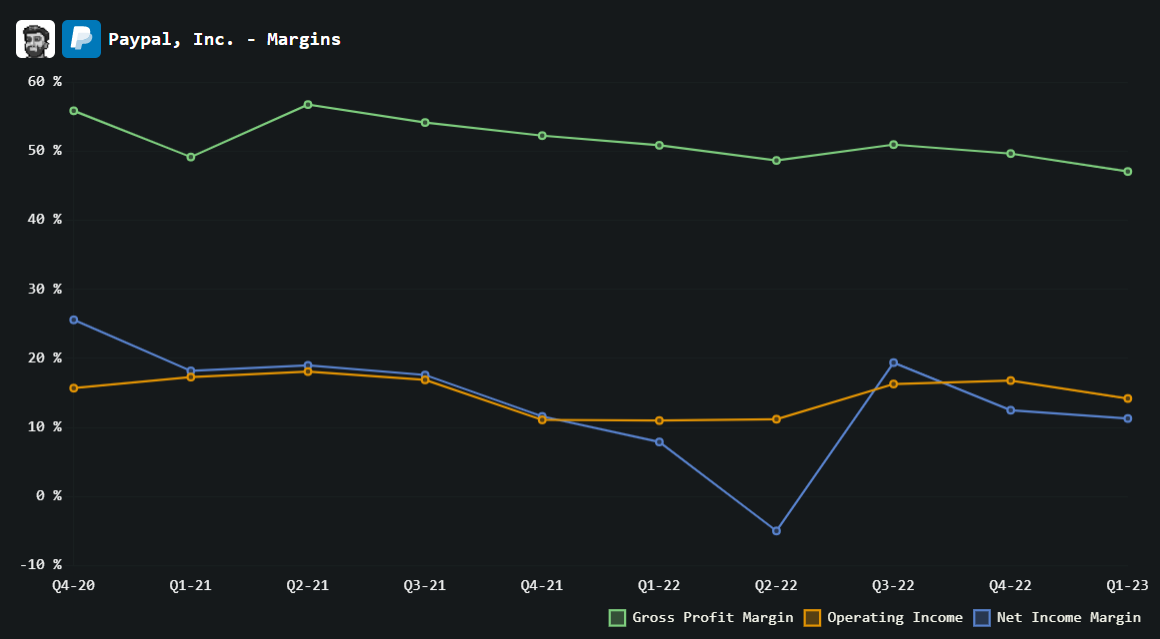 Paypal, Inc. - Margins
60 %
50 %
40 %
30 %
20 %
10 %
0 %
-10 %
Q4-20 Q1-21 Q2-21 Q3-21 Q4-21 Q1-22 Q2-22 Q3-22 Q4-22 Q1-23
Gross Profit Margin Operating Income Net Income Margin